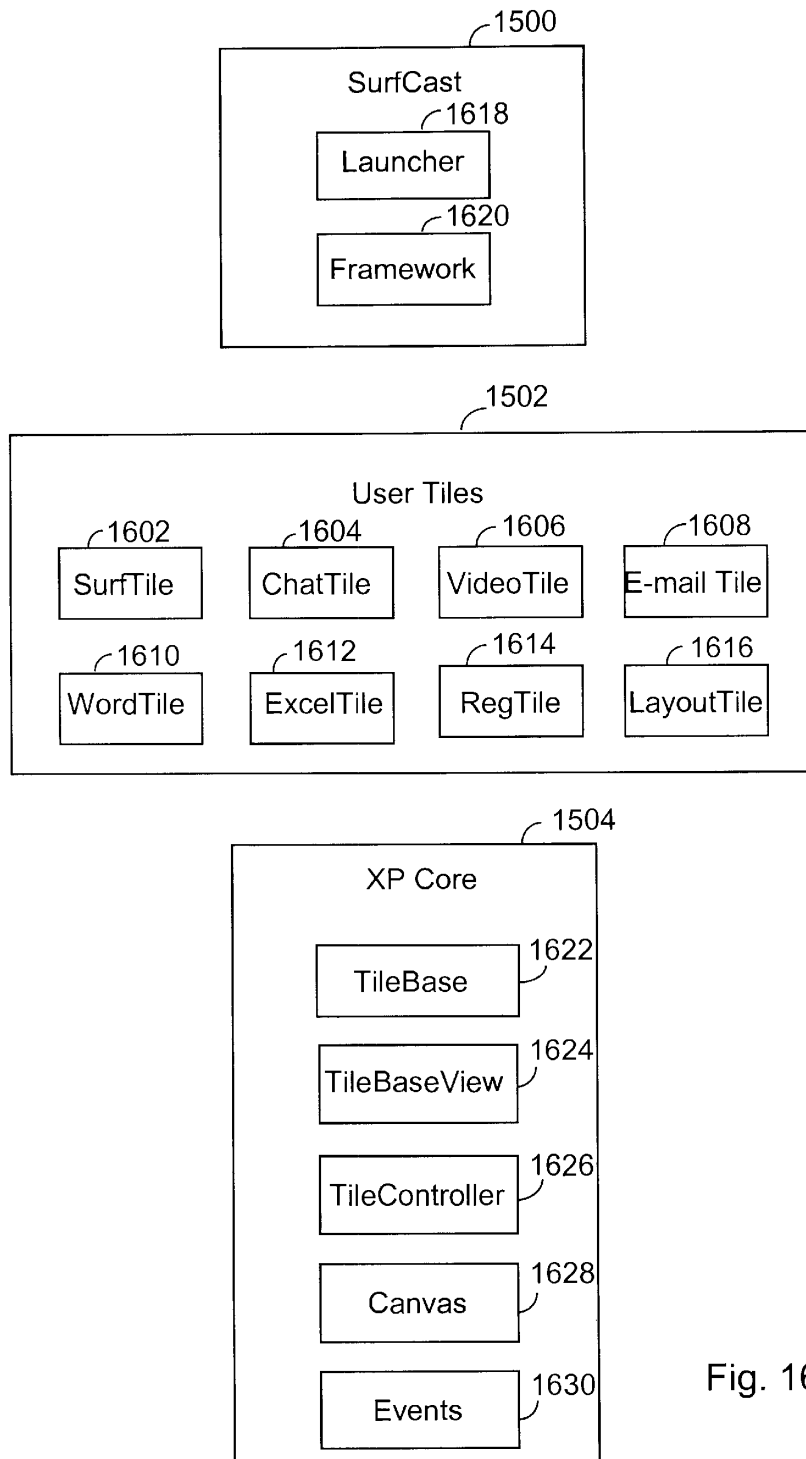 1500
SurfCast
1618
Launcher
1620
Framework
1502
User Tiles
1602 1604 1606 1608
SurfTile ChatTile VideoTile E-mail Tile
1610 1612 1614 1616
WordTile ExcelTile RegTile LayoutTile
1504
XP Core
1622
TileBase
1624
TileBaseView
1626
TileController
1628
Canvas
1630
Events
Fig. 16